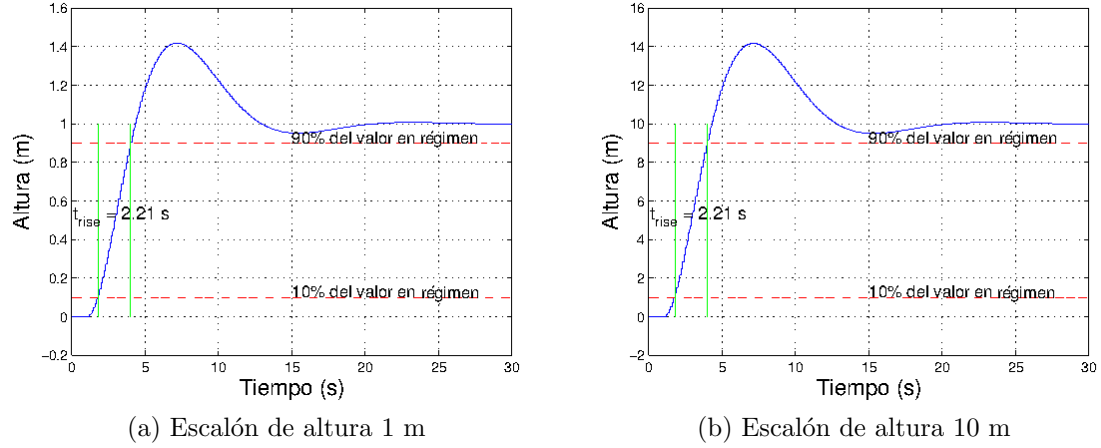 1.6
1.4
1.2
1
0.8
0.6
0.4
0.2
0
−0.2
Altura (m)
90% del valor en régimen
t_rise = 2.21 s
10% del valor en régimen
0 5 10 15 20 25 30
Tiempo (s)
(a) Escalón de altura 1 m
16
14
12
10
8
6
4
2
0
−2
Altura (m)
90% del valor en régimen
t_rise = 2.21 s
10% del valor en régimen
0 5 10 15 20 25 30
Tiempo (s)
(b) Escalón de altura 10 m